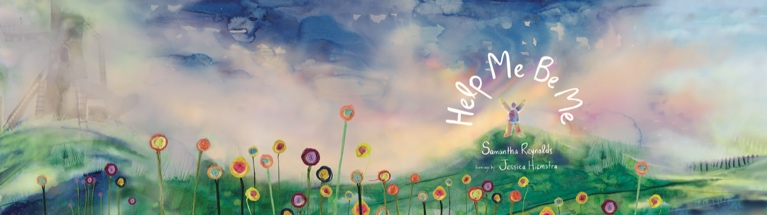 Help Me Be Me
Samantha Reynolds
Jessica Hiemstra